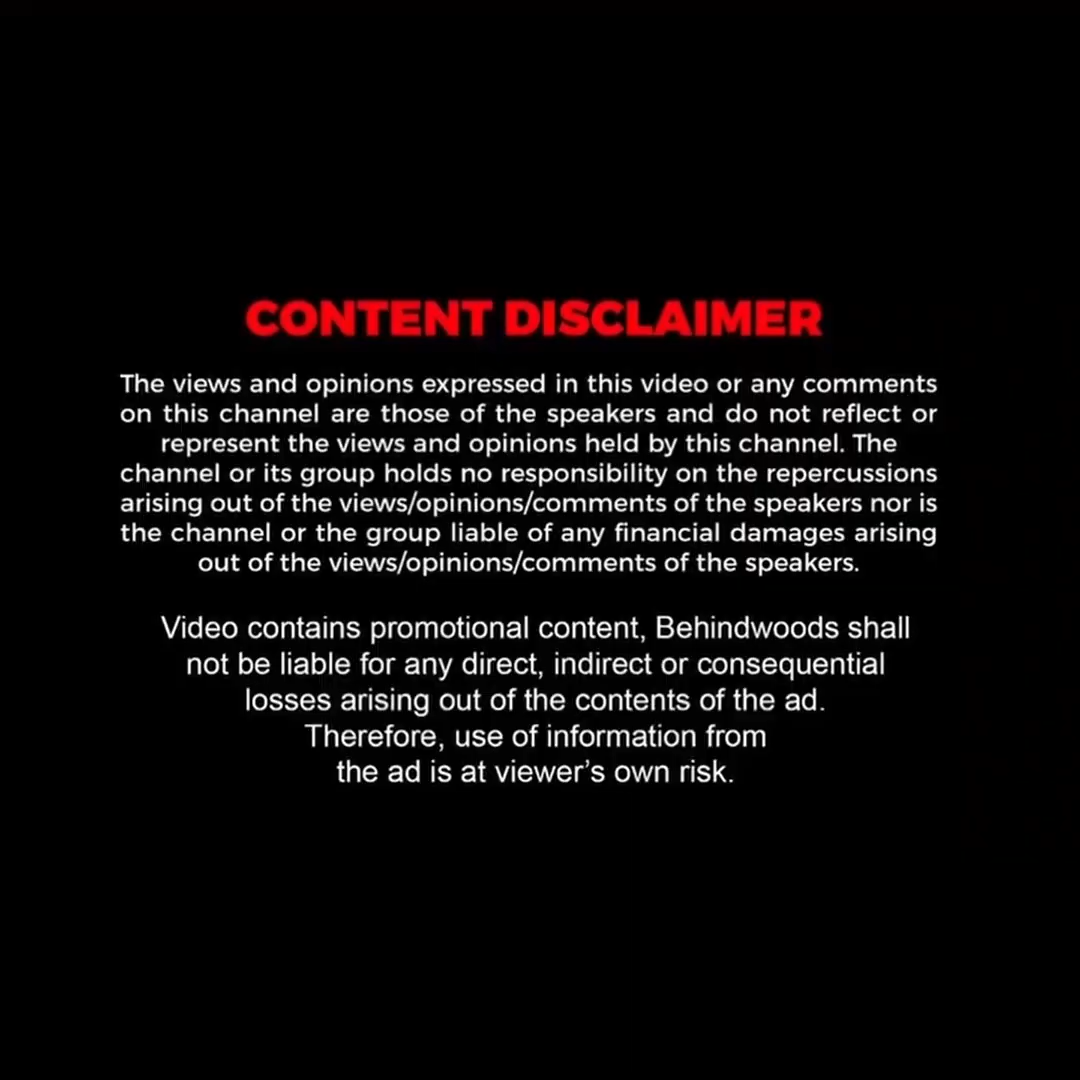 CONTENT DISCLAIMER
The views and opinions expressed in this video or any comments
on this channel are those of the speakers and do not reflect or
represent the views and opinions held by this channel. The
channel or its group holds no responsibility on the repercussions
arising out of the views/opinions/comments of the speakers nor is
the channel or the group liable of any financial damages arising
out of the views/opinions/comments of the speakers.
Video contains promotional content, Behindwoods shall
not be liable for any direct, indirect or consequential
losses arising out of the contents of the ad.
Therefore, use of information from
the ad is at viewer’s own risk.